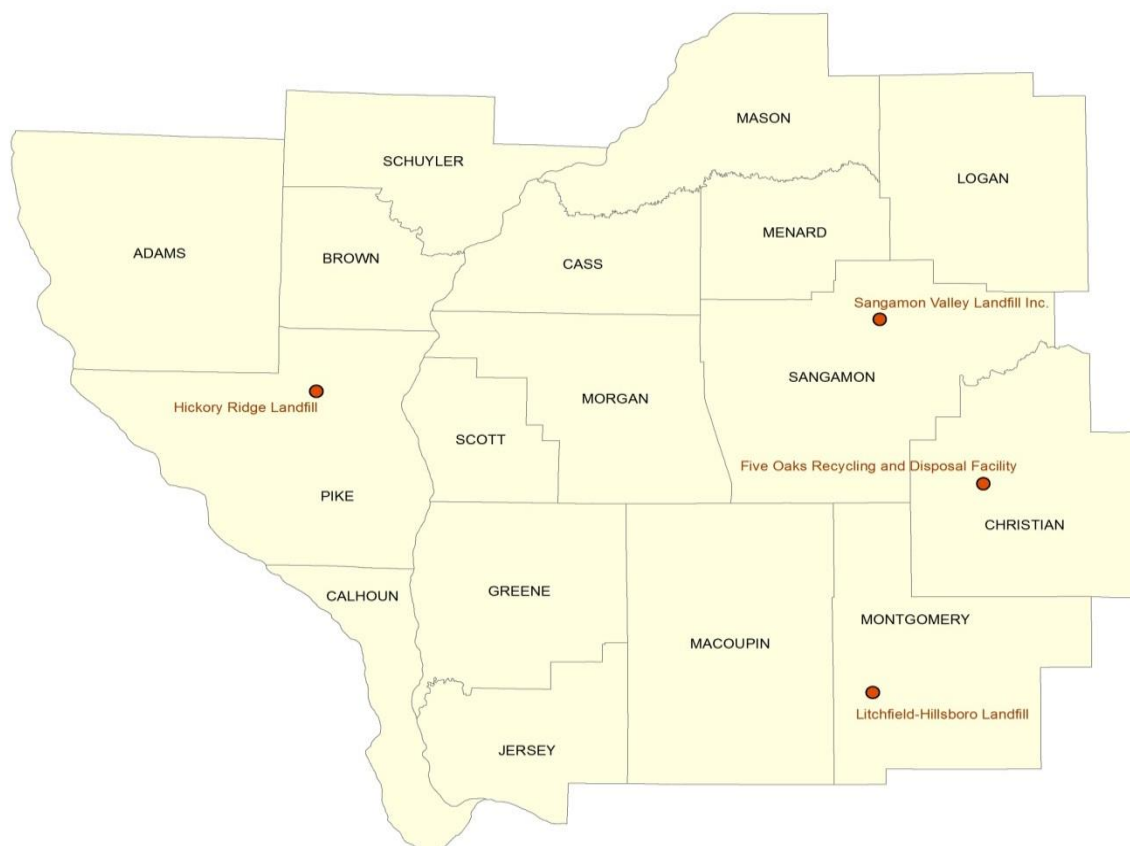 MASON
SCHUYLER
LOGAN
MENARD
ADAMS
BROWN
CASS
Sangamon Valley Landfill Inc.
SANGAMON
MORGAN
Hickory Ridge Landfill
SCOTT
Five Oaks Recycling and Disposal Facility
PIKE
CHRISTIAN
GREENE
CALHOUN
MONTGOMERY
MACOUPIN
Litchfield-Hillsboro Landfill
JERSEY